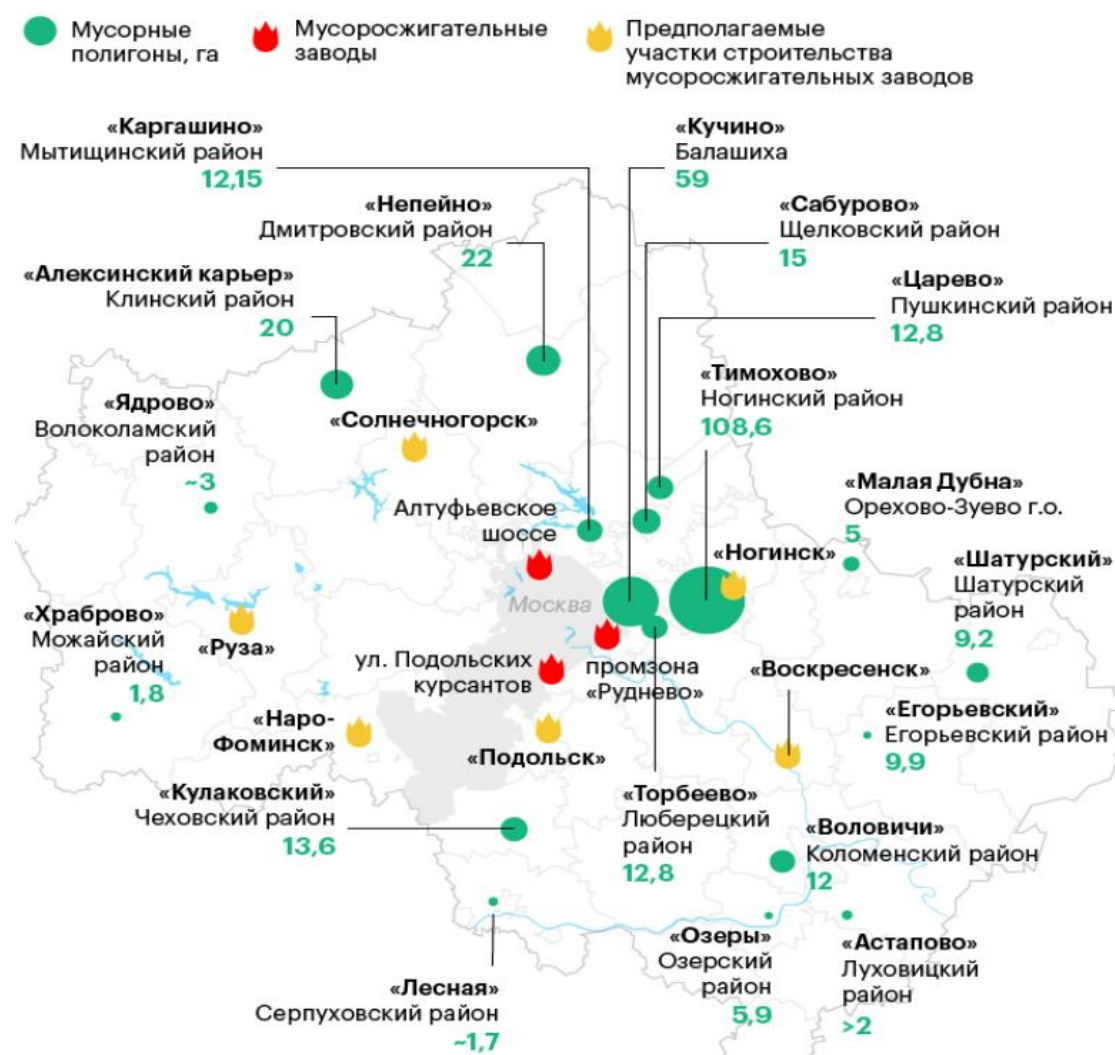 Мусорные
полигоны, га
Мусоросжигательные
заводы
Предполагаемые
участки строительства
мусоросжигательных заводов
«Каргашино»
Мытищинский район
12,15
«Кучино»
Балашиха
59
«Непейно»
Дмитровский район
22
«Сабурово»
Щелковский район
15
«Алексинский карьер»
Клинский район
20
«Царево»
Пушкинский район
12,8
«Тимохово»
Ногинский район
108,6
«Ядрово»
Волоколамский
район
~3
«Солнечногорск»
«Малая Дубна»
Орехово-Зуево г.о.
5
Алтуфьевское
шоссе
«Ногинск»
«Шатурский»
Шатурский
район
9,2
Москва
«Храброво»
Можайский
район
1,8
«Руза»
ул. Подольских
курсантов
промзона
«Руднево»
«Воскресенск»
«Наро-
Фоминск»
«Подольск»
«Егорьевский»
Егорьевский район
9,9
«Кулаковский»
Чеховский район
13,6
«Торбеево»
Люберецкий
район
12,8
«Воловичи»
Коломенский район
12
«Лесная»
Серпуховский район
~1,7
«Озеры»
Озерский
район
5,9
«Астапово»
Луховицкий
район
>2